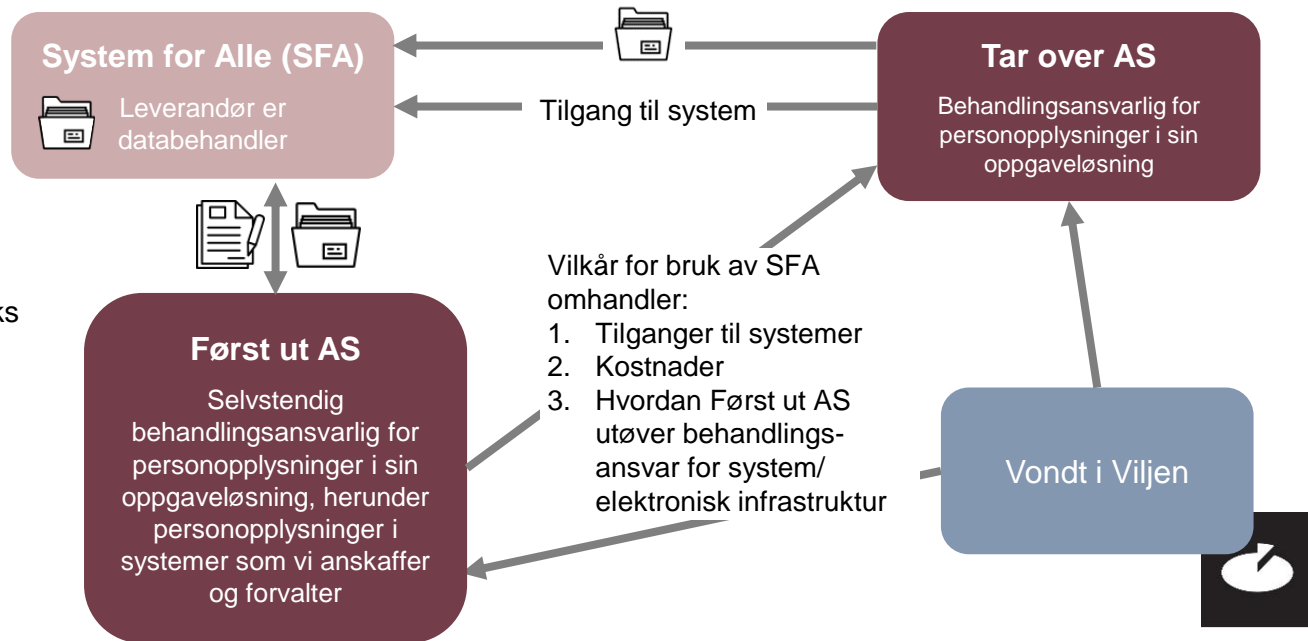 System for Alle (SFA)
Leverandør er
databehandler
Tilgang til system
Tar over AS
Behandlingsansvarlig for
personopplysninger i sin
oppgaveløsning
ks
Først ut AS
Selvstendig
behandlingsansvarlig for
personopplysninger i sin
oppgaveløsning, herunder
personopplysninger i
systemer som vi anskaffer
og forvalter
Vilkår for bruk av SFA
omhandler:
1. Tilganger til systemer
2. Kostnader
3. Hvordan Først ut AS
utøver behandlings-
ansvar for system/
elektronisk infrastruktur
Vondt i Viljen